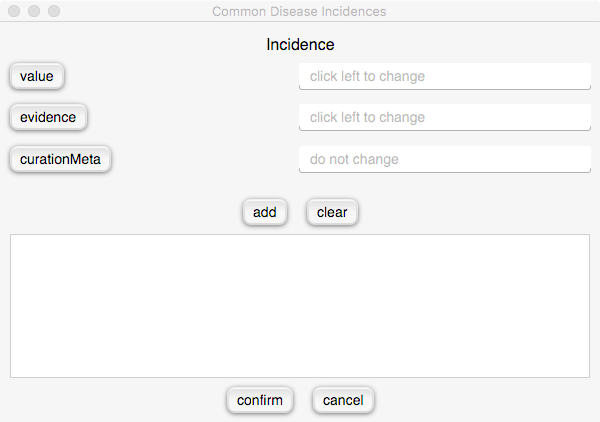 Common Disease Incidences
Incidence
value click left to change
evidence click left to change
curationMeta do not change
add clear
confirm cancel